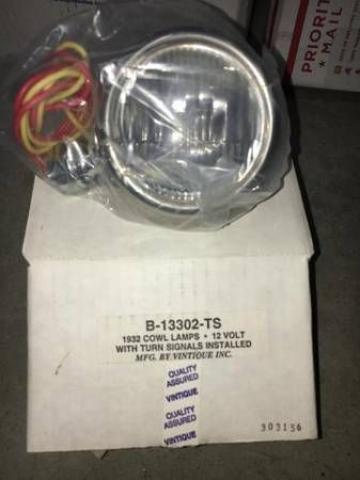 PRIORIT
★ MAIL
B-13302-TS
1932 COWL LAMPS • 12 VOLT
WITH TURN SIGNALS INSTALLED
MFG. BY VINTIQUE INC.
QUALITY
ASSURED
VINTIQUE
QUALITY
ASSURED
VINTIQUE
303156